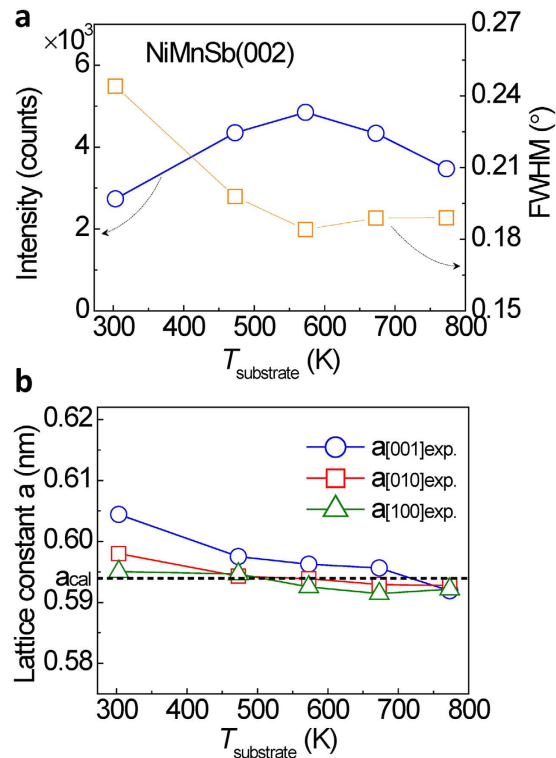 a
×10³
NiMnSb(002)
Intensity (counts)
6
4
2
0
FWHM (°)
0.27
0.24
0.21
0.18
0.15
300 400 500 600 700 800
Tsubstrate (K)
b
Lattice constant a (nm)
0.62
0.61
0.60
acal
0.59
0.58
a[001]exp.
a[010]exp.
a[100]exp.
300 400 500 600 700 800
Tsubstrate (K)